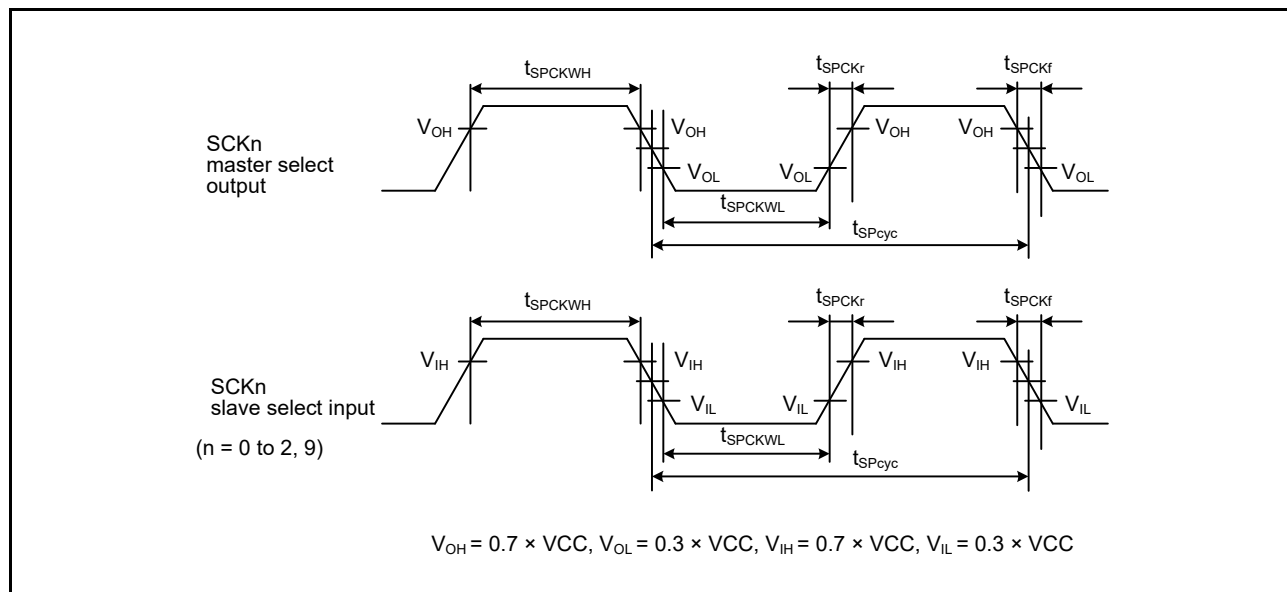 tSPCKWH
tSPCKr
tSPCKf
VOH
VOH
VOH
VOH
SCKn
master select
output
VOL
VOL
VOL
tSPCKWL
tSPcyc
tSPCKWH
tSPCKr
tSPCKf
VIH
VIH
VIH
VIH
SCKn
slave select input
VIL
VIL
VIL
(n = 0 to 2, 9)
tSPCKWL
tSPcyc
VOH = 0.7 × VCC, VOL = 0.3 × VCC, VIH = 0.7 × VCC, VIL = 0.3 × VCC